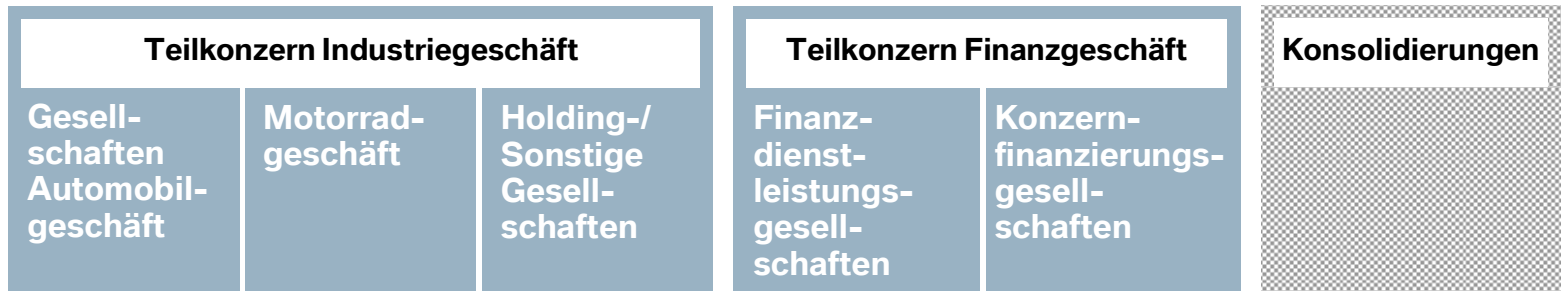 Teilkonzern Industriegeschäft
Gesell-
schaften
Automobil-
geschäft
Motorrad-
geschäft
Holding-/
Sonstige
Gesell-
schaften
Teilkonzern Finanzgeschäft
Finanz-
dienst-
leistungs-
gesell-
schaften
Konzern-
finanzierungs-
gesell-
schaften
Konsolidierungen